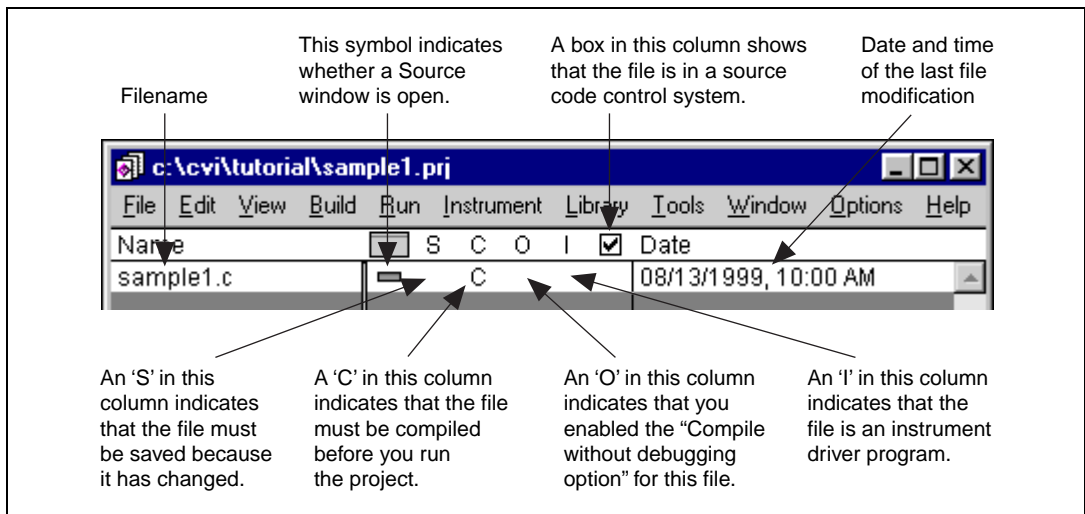 This symbol indicates
whether a Source
window is open.
A box in this column shows
that the file is in a source
code control system.
Date and time
of the last file
modification
Filename
c:\cvi\tutorial\sample1.prj
File Edit View Build Run Instrument Library Tools Window Options Help
Name S C O I Date
sample1.c C 08/13/1999, 10:00 AM
An ‘S’ in this
column indicates
that the file must
be saved because
it has changed.
A ‘C’ in this column
indicates that the file
must be compiled
before you run
the project.
An ‘O’ in this column
indicates that you
enabled the “Compile
without debugging
option” for this file.
An ‘I’ in this column
indicates that the
file is an instrument
driver program.